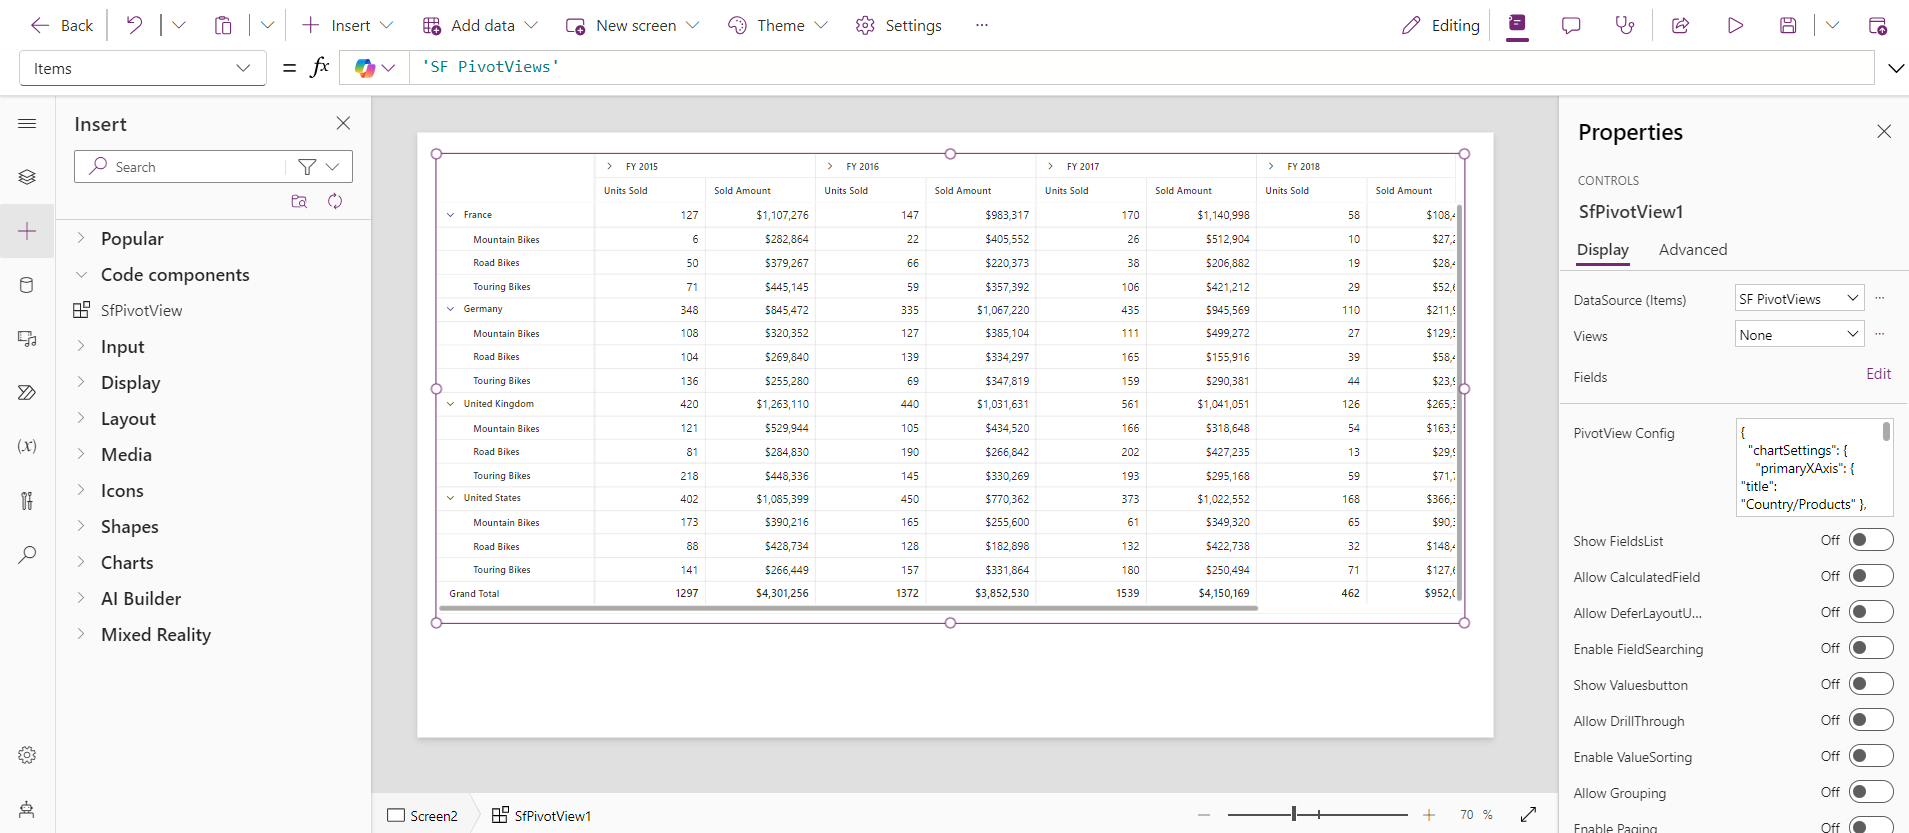 Back
Insert
Add data
New screen
Theme
Settings
...
Editing
Items
= fx
'SF PivotViews'
Insert
Search
Popular
Code components
SfPivotView
Input
Display
Layout
Media
Icons
Shapes
Charts
AI Builder
Mixed Reality
FY 2015 FY 2016 FY 2017 FY 2018
Units Sold Sold Amount Units Sold Sold Amount Units Sold Sold Amount Units Sold Sold Amount
France 127 $1,107,276 147 $983,317 170 $1,140,998 58 $108,
Mountain Bikes 6 $282,864 22 $405,552 26 $512,904 10 $27,
Road Bikes 50 $379,267 66 $220,373 38 $206,882 19 $28,
Touring Bikes 71 $445,145 59 $357,392 106 $421,212 29 $52,
Germany 348 $845,472 335 $1,067,220 435 $945,569 110 $211,
Mountain Bikes 108 $320,352 127 $385,104 111 $499,272 27 $129,
Road Bikes 104 $269,840 139 $334,297 165 $155,916 39 $58,
Touring Bikes 136 $255,280 69 $347,819 159 $290,381 44 $23,
United Kingdom 420 $1,263,110 440 $1,031,631 561 $1,041,051 126 $265,
Mountain Bikes 121 $529,944 105 $434,520 166 $318,648 54 $163,
Road Bikes 81 $284,830 190 $266,842 202 $427,235 13 $29,
Touring Bikes 218 $448,336 145 $330,269 193 $295,168 59 $71,
United States 402 $1,085,399 450 $770,362 373 $1,022,552 168 $366,
Mountain Bikes 173 $390,216 165 $255,600 61 $349,320 65 $90,
Road Bikes 88 $428,734 128 $182,898 132 $422,738 32 $148,
Touring Bikes 141 $266,449 157 $331,864 180 $250,494 71 $127,
Grand Total 1297 $4,301,256 1372 $3,852,530 1539 $4,150,169 462 $952,
Screen2
SfPivotView1
70 %
Properties
CONTROLS
SfPivotView1
Display Advanced
DataSource (Items) SF PivotViews ...
Views None ...
Fields Edit
PivotView Config
{
"chartSettings": {
"primaryXAxis": {
"title":
"Country/Products" },
Show FieldsList Off
Allow CalculatedField Off
Allow DeferLayoutU... Off
Enable FieldSearching Off
Show Valuesbutton Off
Allow DrillThrough Off
Enable ValueSorting Off
Allow Grouping Off
Enable Paging Off
(x)